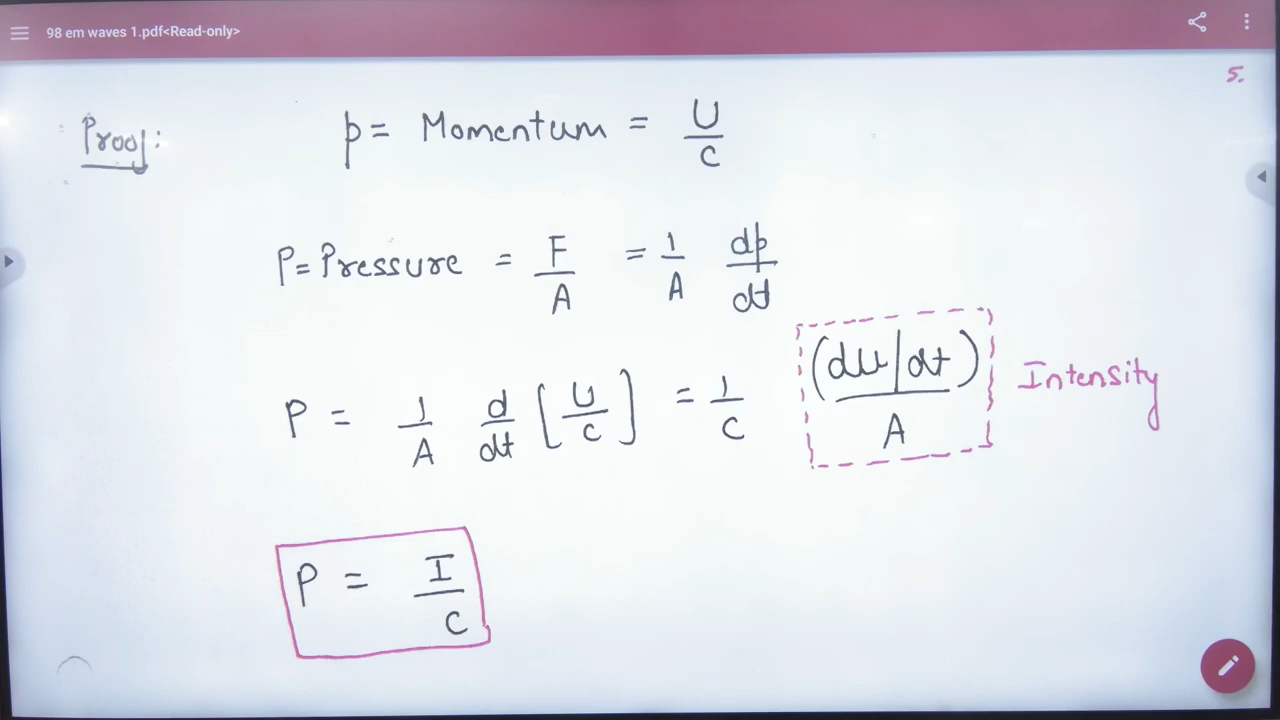 98 em waves 1.pdf<Read-only>
5.
Proof:
p = Momentum = U/c
P = Pressure = F/A = 1/A dp/dt
P = 1/A d/dt [U/c] = 1/c (dU/dt)/A Intensity
P = I/c